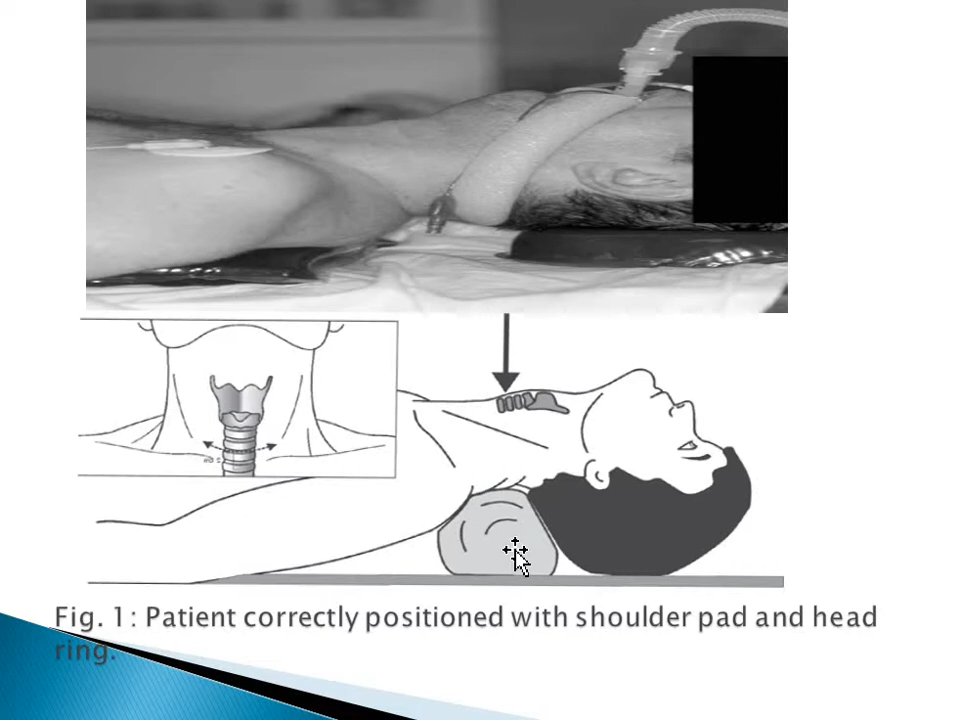 Fig. 1: Patient correctly positioned with shoulder pad and head
ring.